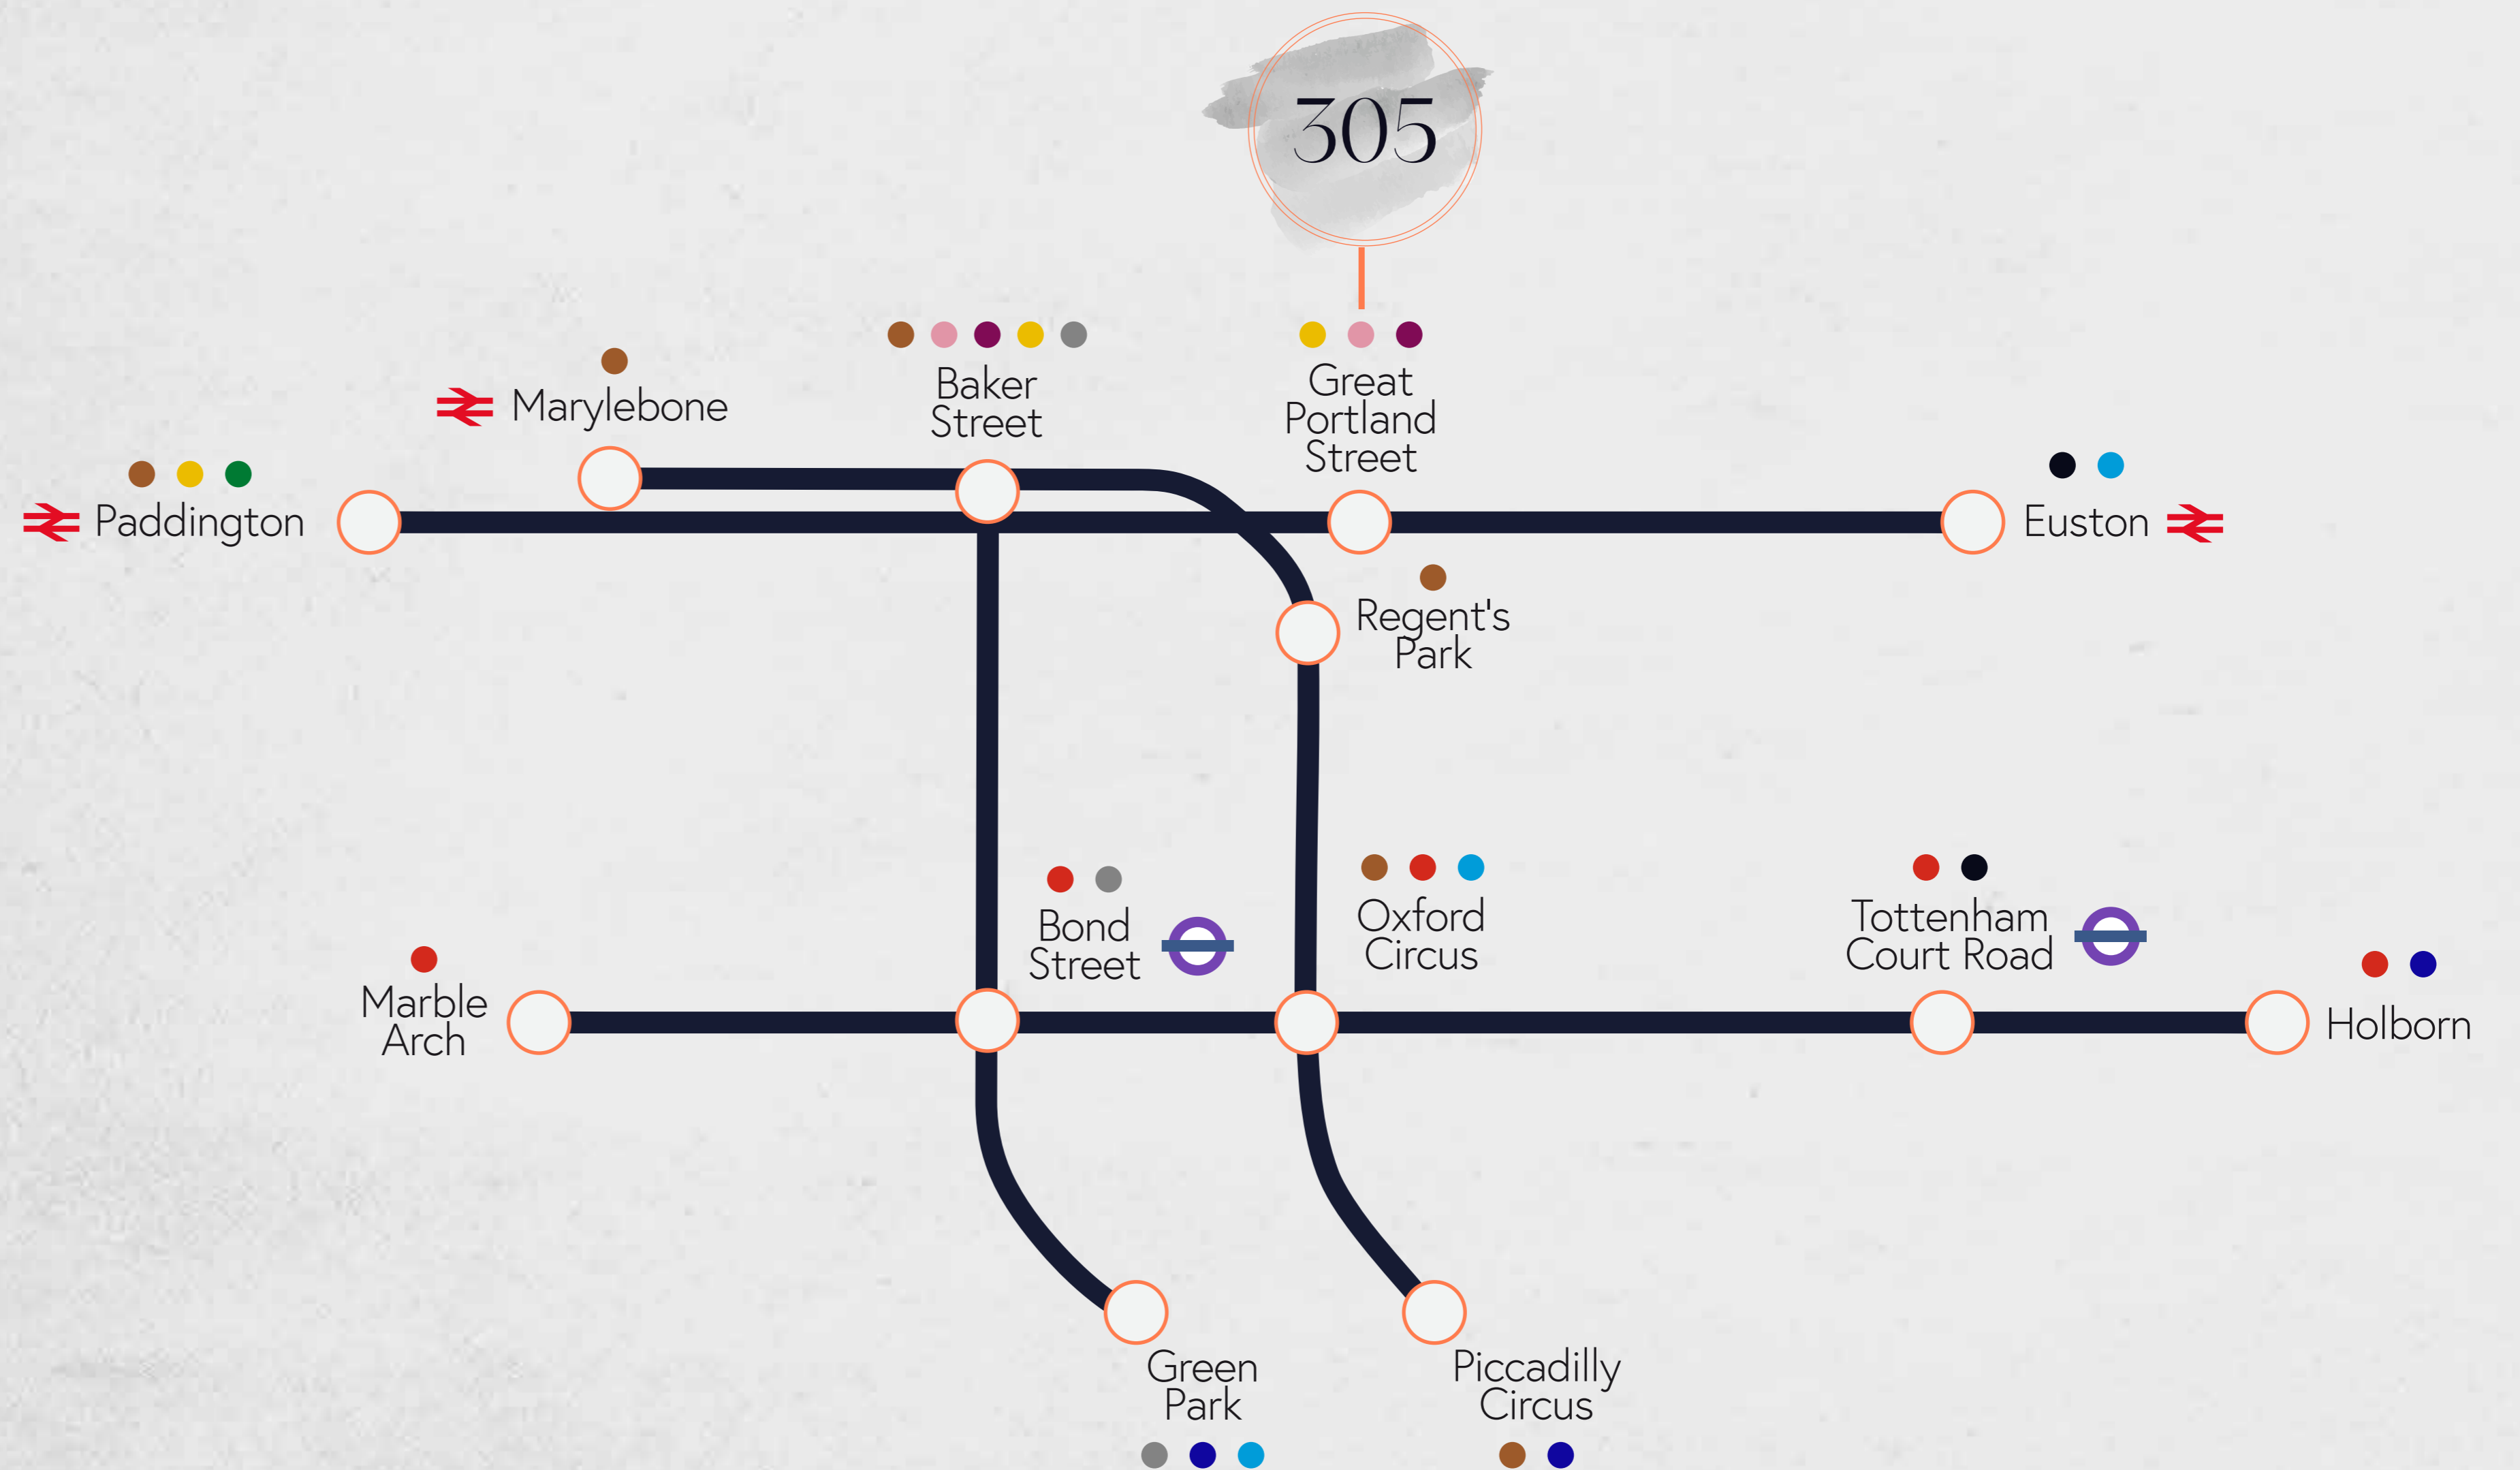 305
Marylebone
Baker
Street
Great
Portland
Street
Paddington
Euston
Regent's
Park
Bond
Street
Oxford
Circus
Tottenham
Court Road
Marble
Arch
Holborn
Green
Park
Piccadilly
Circus